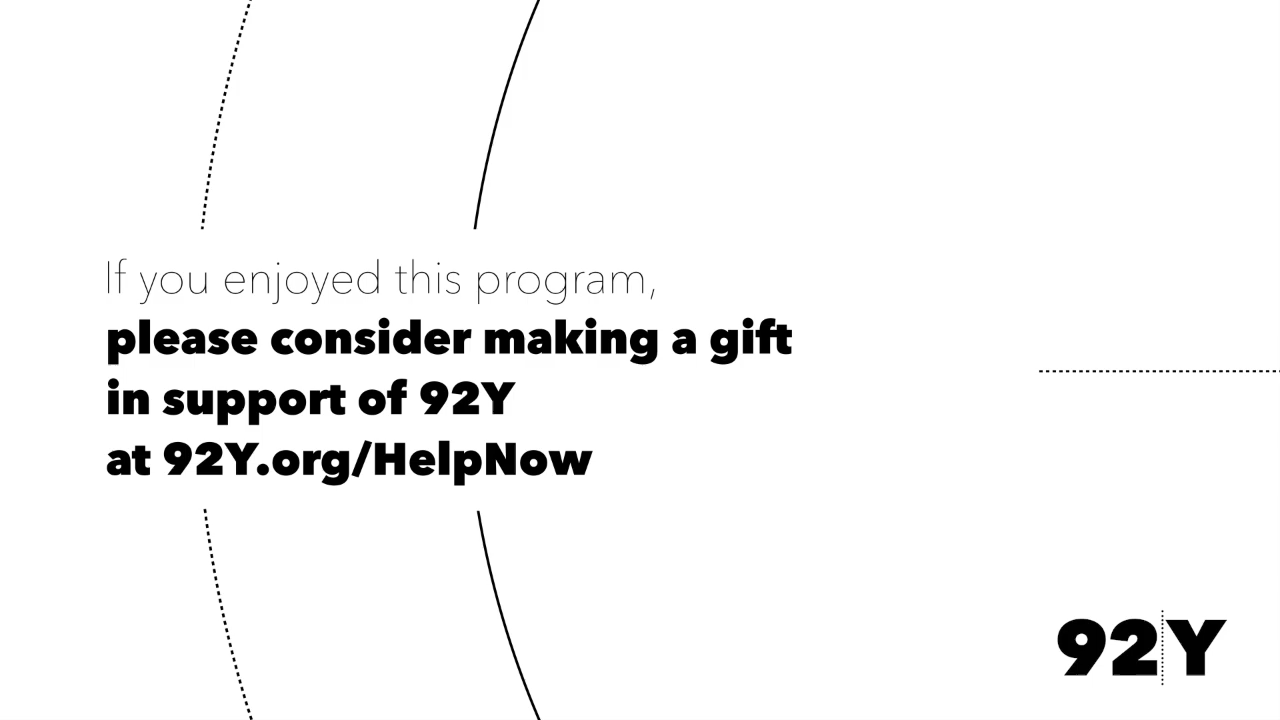 If you enjoyed this program,
please consider making a gift
in support of 92Y
at 92Y.org/HelpNow
92Y